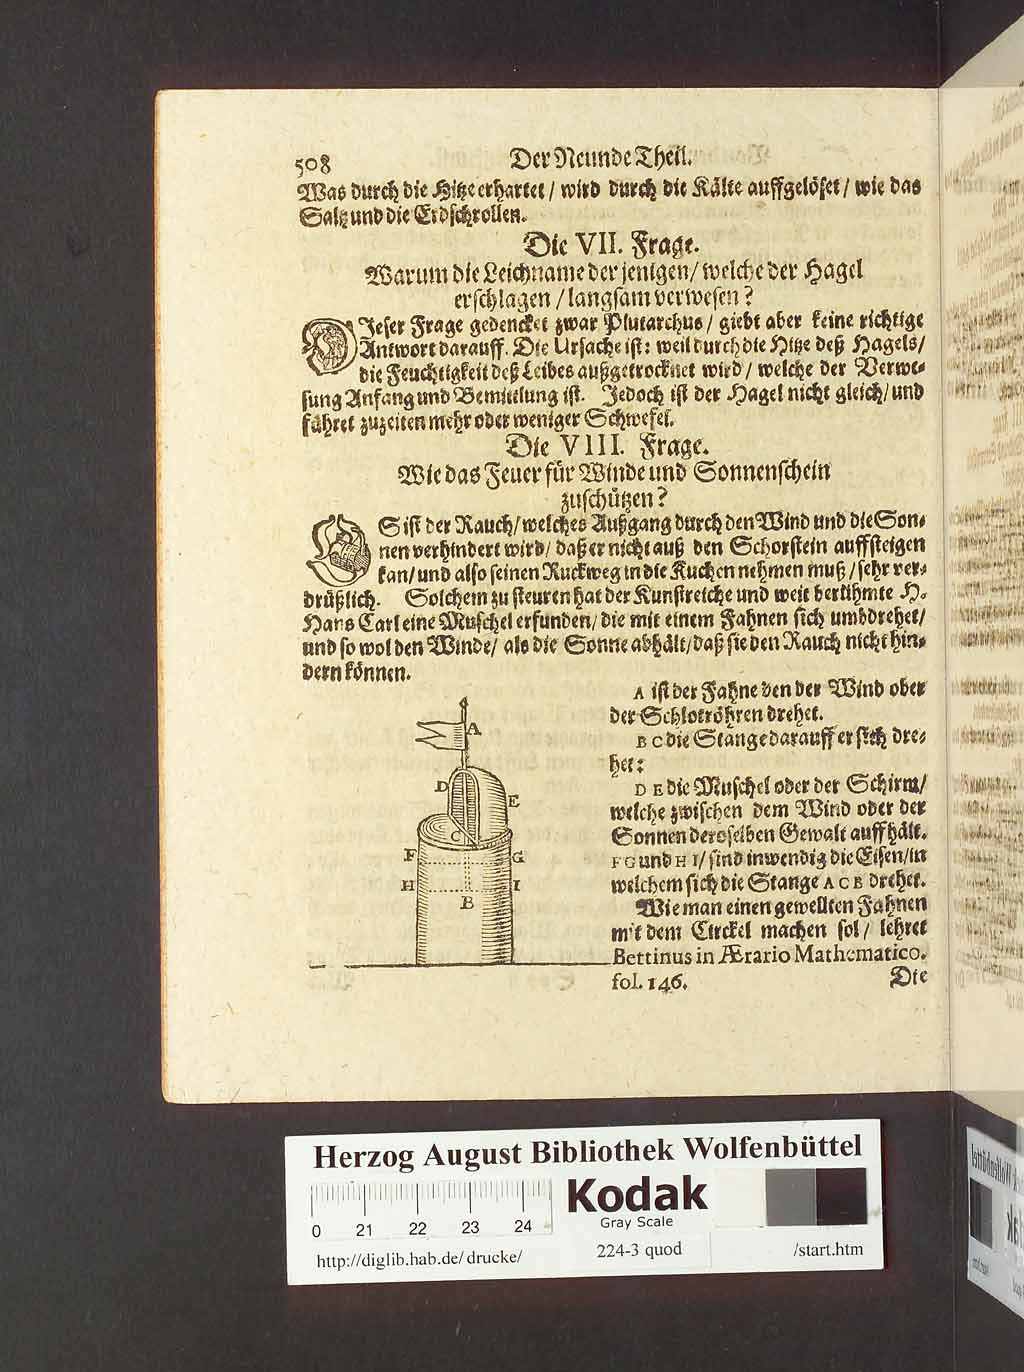 508 Der Neunde Theil.
Was durch die Hitze erhartet / wird durch die Kälte auffgelöset / wie das
Saltz und die Erdschrollen.
Die VII. Frage.
Warum die Leichname der jenigen / welche der Hagel
erschlagen / langsam verwesen?
DJeser Frage gedencket zwar Plutarchus / giebt aber keine richtige
Antwort darauff. Die Ursache ist: weil durch die Hitze deß Hagels /
die Feuchtigkeit deß Leibes außgetrocknet wird / welche der Verwe-
sung Anfang und Bemittlung ist. Jedoch ist der Hagel nicht gleich / und
führet zuzeiten mehr oder weniger Schwefel.
Die VIII. Frage.
Wie das Feuer für Winde und Sonnenschein
zuschützen?
ES ist der Rauch / welches Außgang durch den Wind und die Son-
nen verhindert wird / daß er nicht auß den Schorstein auffsteigen
kan / und also seinen Ruckweg in die Kuchen nehmen muß / sehr ver-
drüßlich. Solchem zu steuren hat der Kunstreiche und weit berühmte H.
Hans Carl eine Muschel erfunden / die mit einem Fahnen sich umbdrehet /
und so wol den Winde / als die Sonne abhält / daß sie den Rauch nicht hin-
dern können.
A ist der Fahne den der Wind ober
der Schlotröhren drehet.
B C die Stange darauff er sich dre-
het:
D E die Muschel oder der Schirm /
welche zwischen dem Wind oder der
Sonnen deroselben Gewalt auffhält.
F G und H I / sind inwendig die Eisen / in
welchem sich die Stange A C B drehet.
Wie man einen gewellten Fahnen
mit dem Circkel machen sol / lehret
Bettinus in Ærario Mathematico.
fol. 146. Die
A
D
E
C
F G
H I
B
Herzog August Bibliothek Wolfenbüttel
Kodak
Gray Scale
0 21 22 23 24
http://diglib.hab.de/ drucke/ 224-3 quod /start.htm